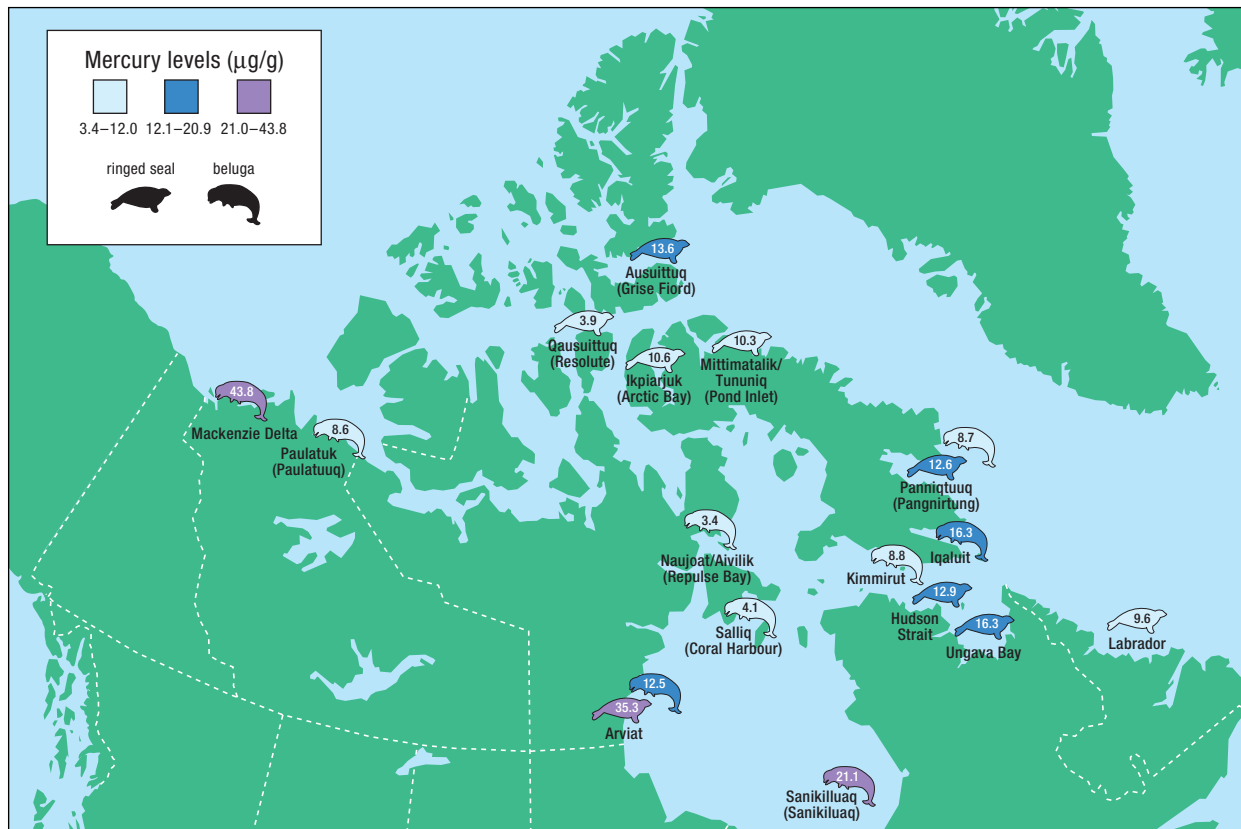 Mercury levels (μg/g)
3.4–12.0 12.1–20.9 21.0–43.8
ringed seal beluga
13.6
Ausuittuq
(Grise Fiord)
3.9
Qausuittuq
(Resolute)
10.6
Ikpiarjuk
(Arctic Bay)
10.3
Mittimatalik/
Tununiq
(Pond Inlet)
43.8
Mackenzie Delta
8.6
Paulatuk
(Paulatuuq)
8.7
12.6
Panniqtuuq
(Pangnirtung)
3.4
Naujoat/Aivilik
(Repulse Bay)
16.3
Iqaluit
8.8
Kimmirut
12.9
Hudson
Strait
4.1
Salliq
(Coral Harbour)
16.3
Ungava Bay
9.6
Labrador
12.5
35.3
Arviat
21.1
Sanikilluaq
(Sanikiluaq)